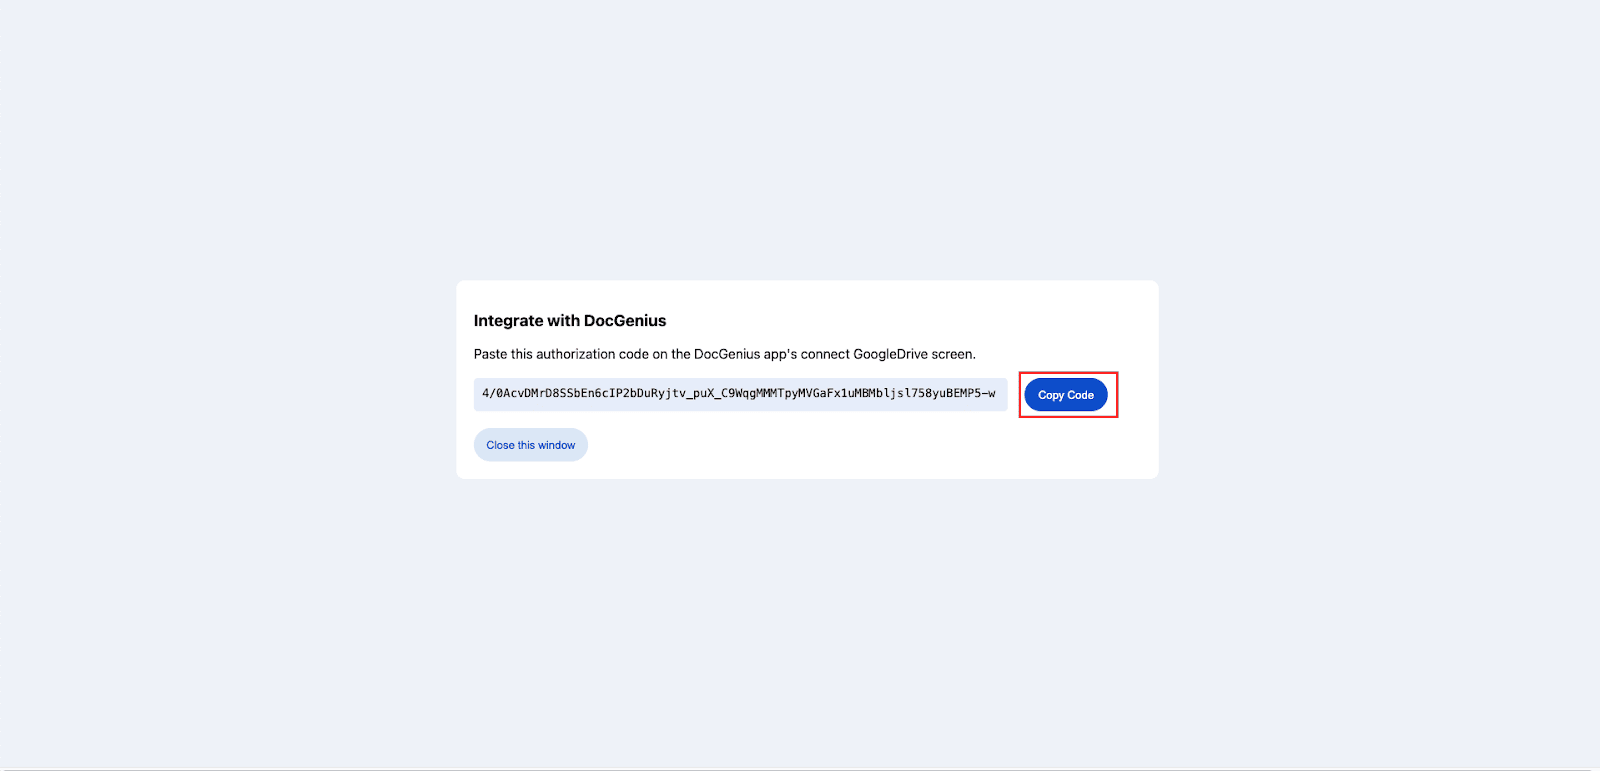 Integrate with DocGenius
Paste this authorization code on the DocGenius app's connect GoogleDrive screen.
4/0AcvDMrD8SSbEn6cIP2bDuRyjtv_puX_C9WqgMMMTpyMVGaFx1uMBMbljsl758yuBEMP5-w
Copy Code
Close this window